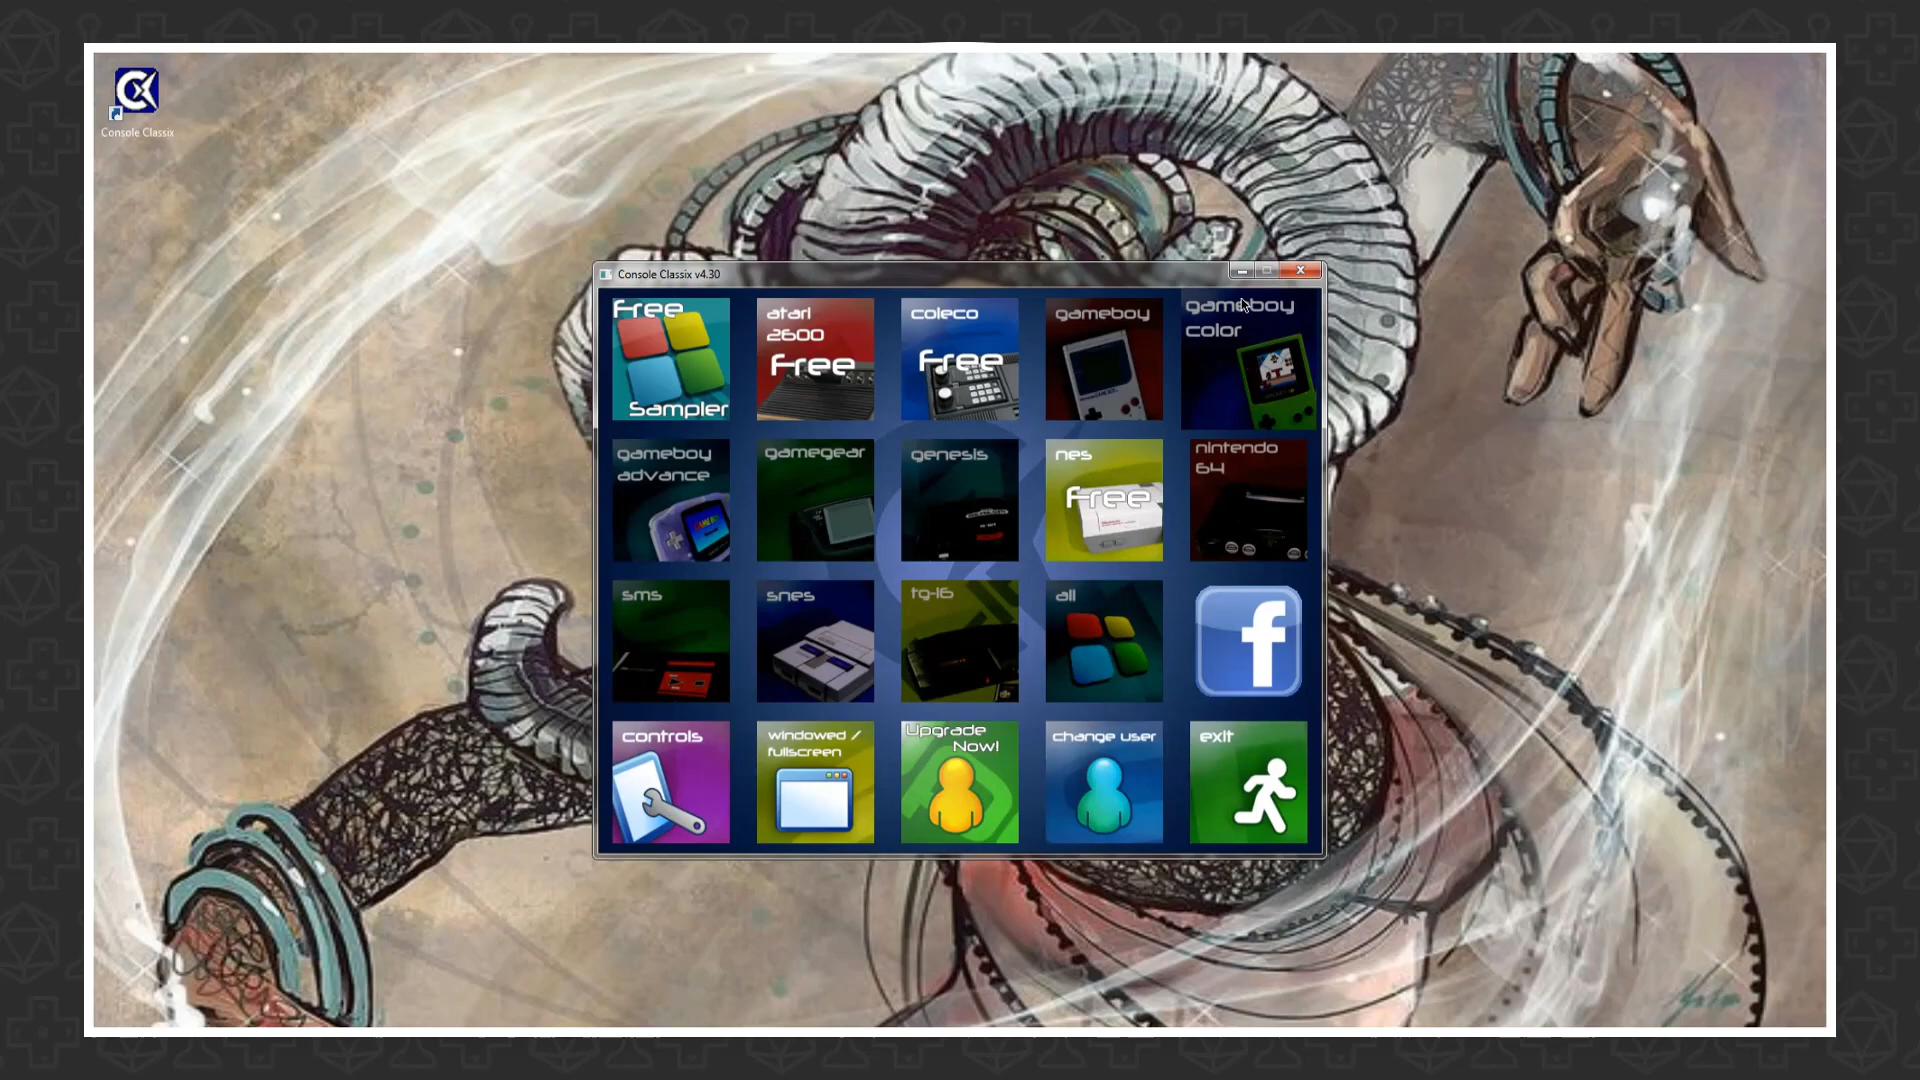 Console Classix
Console Classix v4.30
Free
Sampler
atari
2600
Free
coleco
Free
gameboy
gameboy
color
gameboy
advance
gamegear
genesis
nes
Free
nintendo
64
sms
snes
tg-16
all
f
controls
windowed /
fullscreen
Upgrade
Now!
change user
exit